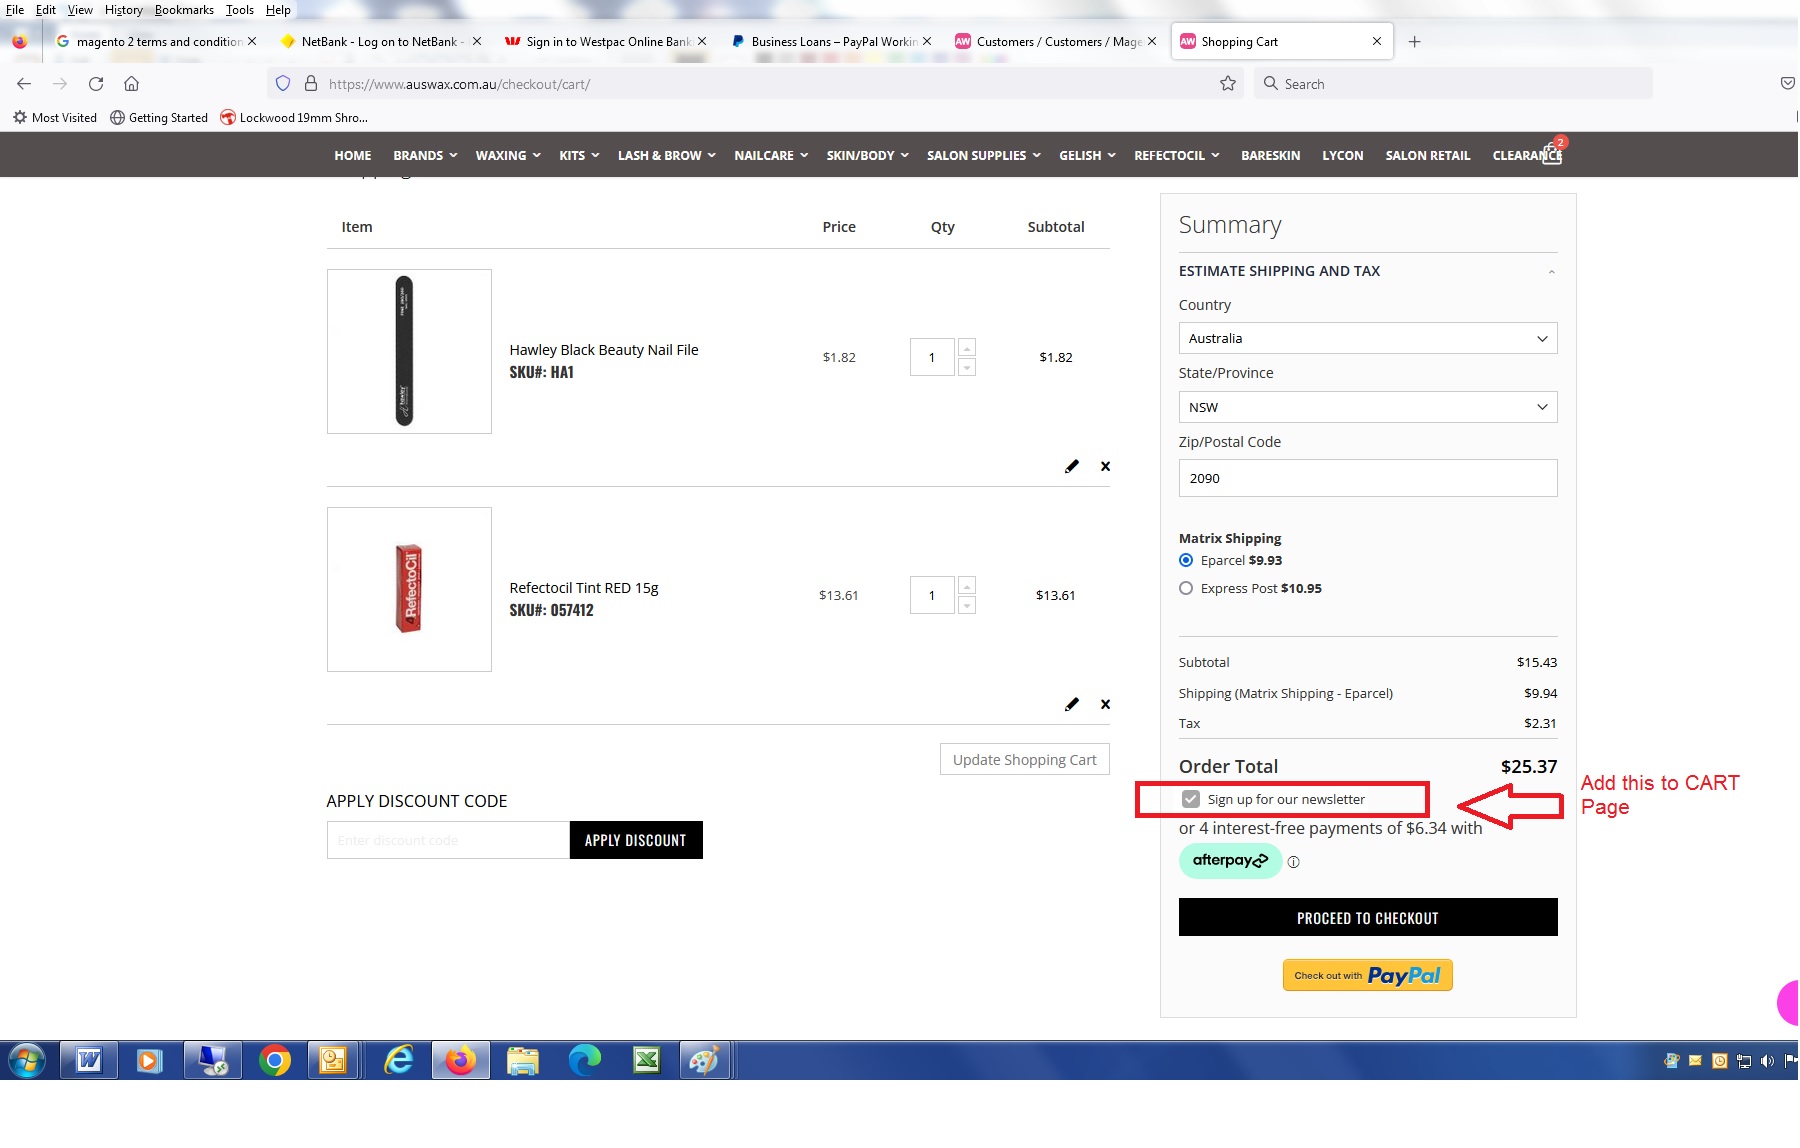 File Edit View History Bookmarks Tools Help
magento 2 terms and condition
NetBank - Log on to NetBank -
Sign in to Westpac Online Bank
Business Loans – PayPal Workin
AW Customers / Customers / Mage
AW Shopping Cart
https://www.auswax.com.au/checkout/cart/
Search
Most Visited Getting Started Lockwood 19mm Shro...
HOME BRANDS WAXING KITS LASH & BROW NAILCARE SKIN/BODY SALON SUPPLIES GELISH REFECTOCIL BARESKIN LYCON SALON RETAIL CLEARANCE 2
Item Price Qty Subtotal
Hawley Black Beauty Nail File
SKU#: HA1
$1.82 1 $1.82
RefectoCil
Refectocil Tint RED 15g
SKU#: 057412
$13.61 1 $13.61
Update Shopping Cart
APPLY DISCOUNT CODE
Enter discount code
APPLY DISCOUNT
Summary
ESTIMATE SHIPPING AND TAX
Country
Australia
State/Province
NSW
Zip/Postal Code
2090
Matrix Shipping
Eparcel $9.93
Express Post $10.95
Subtotal $15.43
Shipping (Matrix Shipping - Eparcel) $9.94
Tax $2.31
Order Total $25.37
Sign up for our newsletter
or 4 interest-free payments of $6.34 with
afterpay
PROCEED TO CHECKOUT
Check out with PayPal
Add this to CART
Page